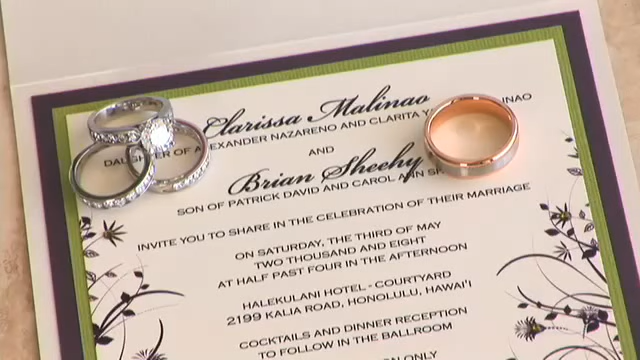 Clarissa Malinao
DAUGHTER OF ALEXANDER NAZARENO AND CLARITA MALINAO
AND
Brian Sheehy
SON OF PATRICK DAVID AND CAROL ANN
INVITE YOU TO SHARE IN THE CELEBRATION OF THEIR MARRIAGE
ON SATURDAY, THE THIRD OF MAY
TWO THOUSAND AND EIGHT
AT HALF PAST FOUR IN THE AFTERNOON
HALEKULANI HOTEL - COURTYARD
2199 KALIA ROAD, HONOLULU, HAWAI'I
COCKTAILS AND DINNER RECEPTION
TO FOLLOW IN THE BALLROOM
ONLY